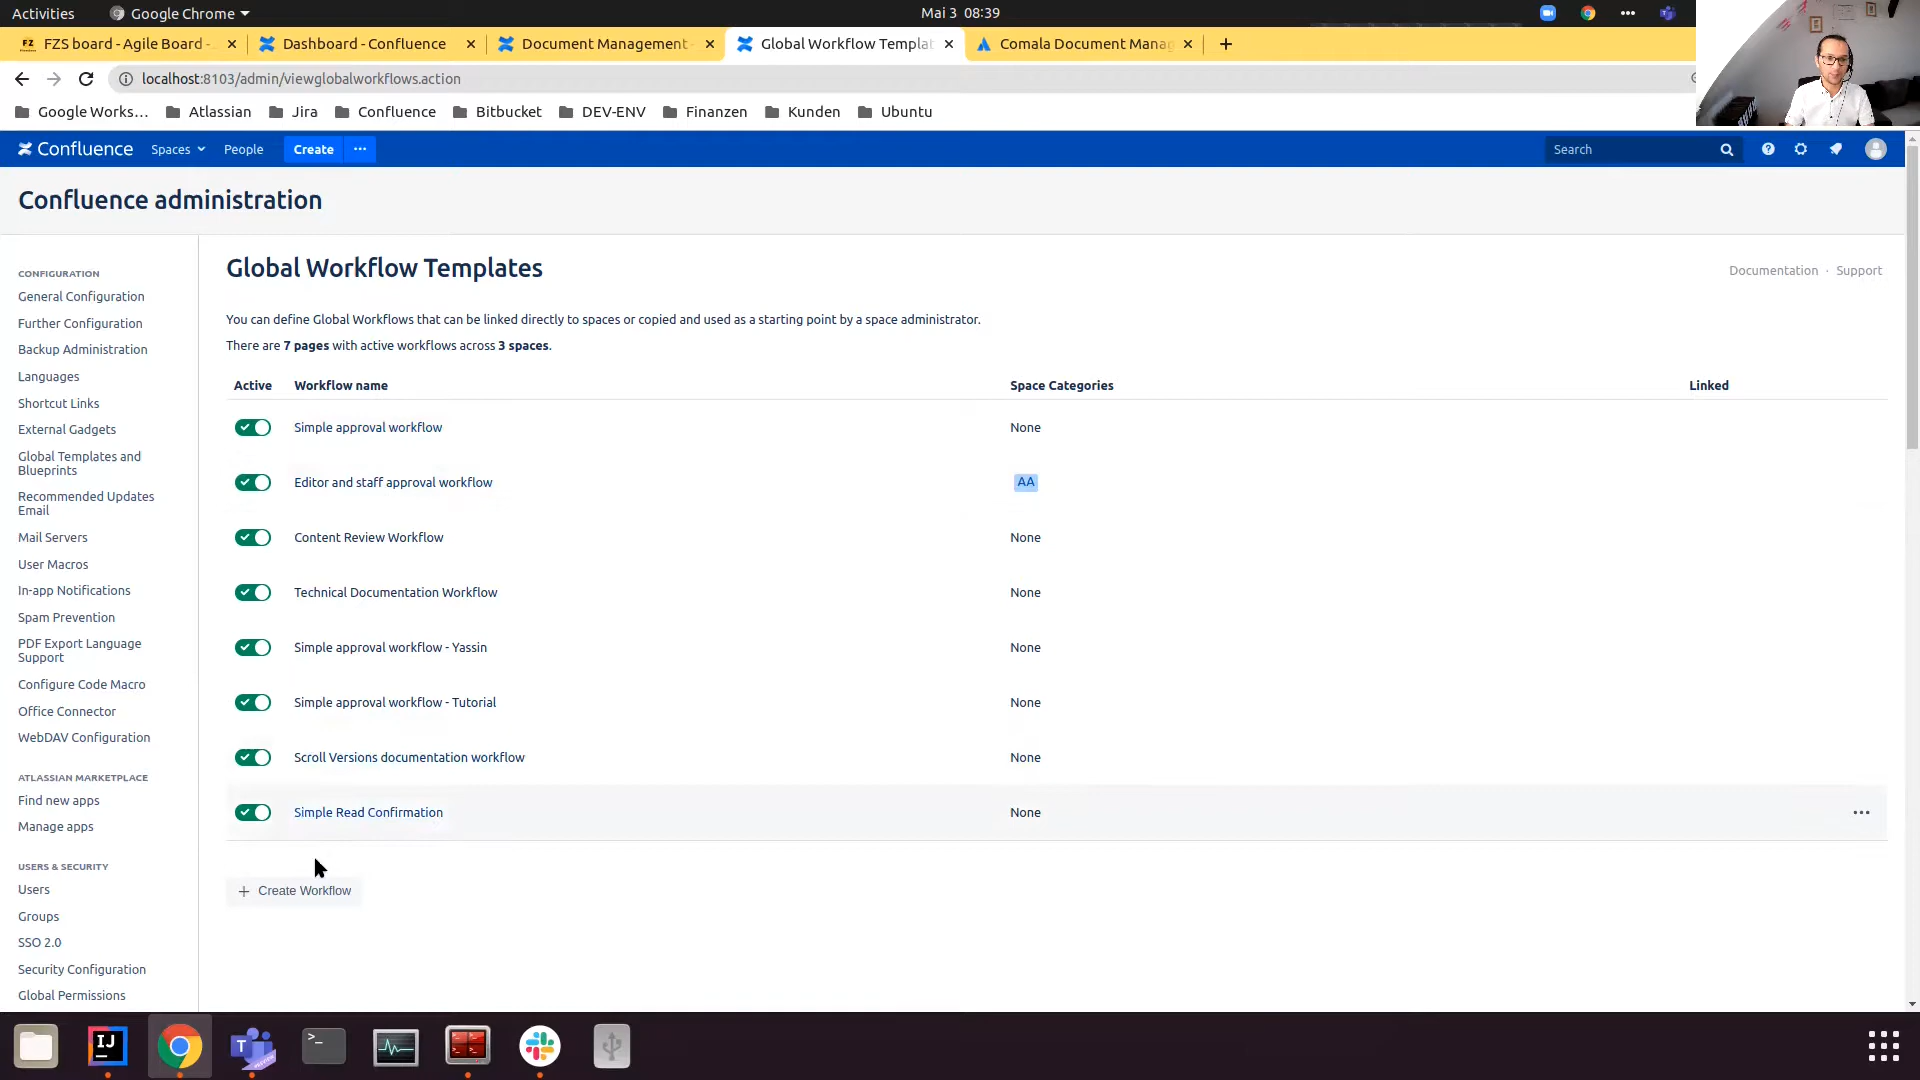 Activities
Google Chrome
Mai 3 08:39
FZS board - Agile Board -
Dashboard - Confluence
Document Management -
Global Workflow Templat
Comala Document Manag
localhost:8103/admin/viewglobalworkflows.action
Google Works...
Atlassian
Jira
Confluence
Bitbucket
DEV-ENV
Finanzen
Kunden
Ubuntu
Confluence
Spaces
People
Create
Search
Confluence administration
CONFIGURATION
General Configuration
Further Configuration
Backup Administration
Languages
Shortcut Links
External Gadgets
Global Templates and
Blueprints
Recommended Updates
Email
Mail Servers
User Macros
In-app Notifications
Spam Prevention
PDF Export Language
Support
Configure Code Macro
Office Connector
WebDAV Configuration
ATLASSIAN MARKETPLACE
Find new apps
Manage apps
USERS & SECURITY
Users
Groups
SSO 2.0
Security Configuration
Global Permissions
Global Workflow Templates
Documentation · Support
You can define Global Workflows that can be linked directly to spaces or copied and used as a starting point by a space administrator.
There are 7 pages with active workflows across 3 spaces.
Active Workflow name Space Categories Linked
Simple approval workflow None
Editor and staff approval workflow AA
Content Review Workflow None
Technical Documentation Workflow None
Simple approval workflow - Yassin None
Simple approval workflow - Tutorial None
Scroll Versions documentation workflow None
Simple Read Confirmation None
+ Create Workflow